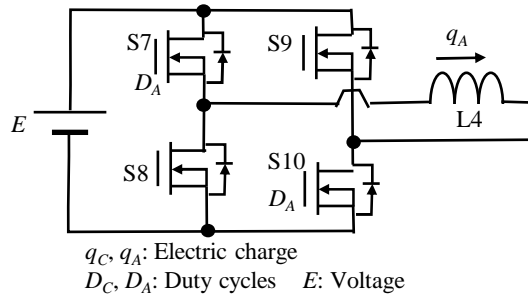 S7
S9
q_A
D_A
E
L4
S8
S10
D_A
q_C, q_A: Electric charge
D_C, D_A: Duty cycles E: Voltage